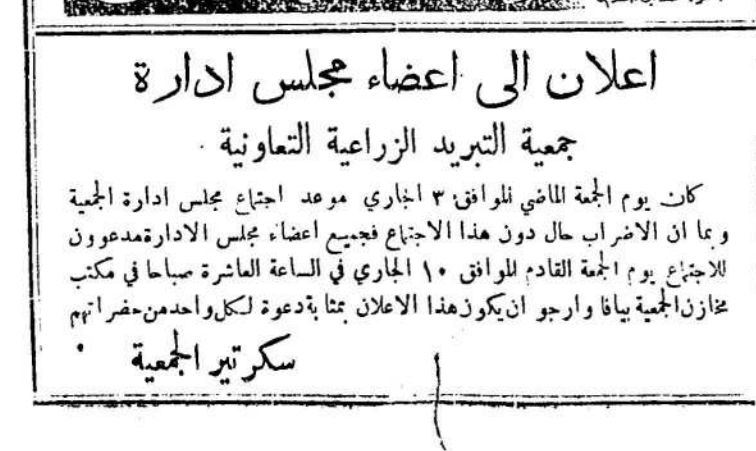 اعلان الى اعضاء مجلس ادارة
جمعية التبريد الزراعية التعاونية .
كان يوم الجمعة الماضي الموافق ٣ الجاري موعد اجتماع مجلس ادارة الجمعية
وبما ان الاضراب حال دون هذا الاجتماع فجميع اعضاء مجلس الادارة مدعوون
للاجتماع يوم الجمعة القادم الموافق ١٠ الجاري في الساعة العاشرة صباحا في مكتب
مخازن الجمعية بيافا وارجو ان يكون هذا الاعلان بمثابة دعوة لكل واحد من حضراتهم
سكرتير الجمعية